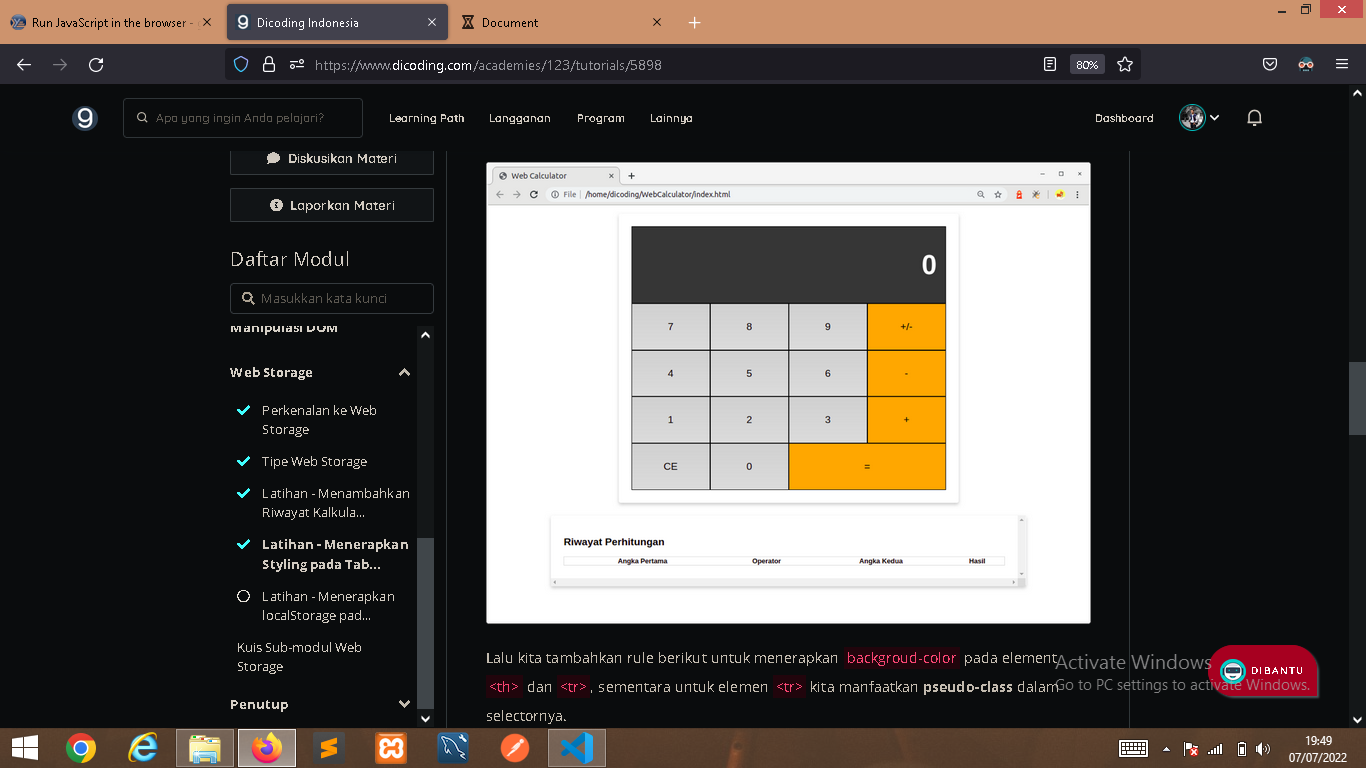 Run JavaScript in the browser -
Dicoding Indonesia
Document
https://www.dicoding.com/academies/123/tutorials/5898
80%
Apa yang ingin Anda pelajari?
Learning Path
Langganan
Program
Lainnya
Dashboard
Diskusikan Materi
Laporkan Materi
Daftar Modul
Masukkan kata kunci
Manipulasi DOM
Web Storage
Perkenalan ke Web
Storage
Tipe Web Storage
Latihan - Menambahkan
Riwayat Kalkula...
Latihan - Menerapkan
Styling pada Tab...
Latihan - Menerapkan
localStorage pad...
Kuis Sub-modul Web
Storage
Penutup
Web Calculator
File | /home/dicoding/WebCalculator/index.html
0
7 8 9 +/-
4 5 6 -
1 2 3 +
CE 0 =
Riwayat Perhitungan
Angka Pertama Operator Angka Kedua Hasil
Lalu kita tambahkan rule berikut untuk menerapkan backgroud-color pada element
<th> dan <tr>, sementara untuk elemen <tr> kita manfaatkan pseudo-class dalam
selectornya.
Activate Windows
Go to PC settings to activate Windows.
DIBANTU
19:49
07/07/2022